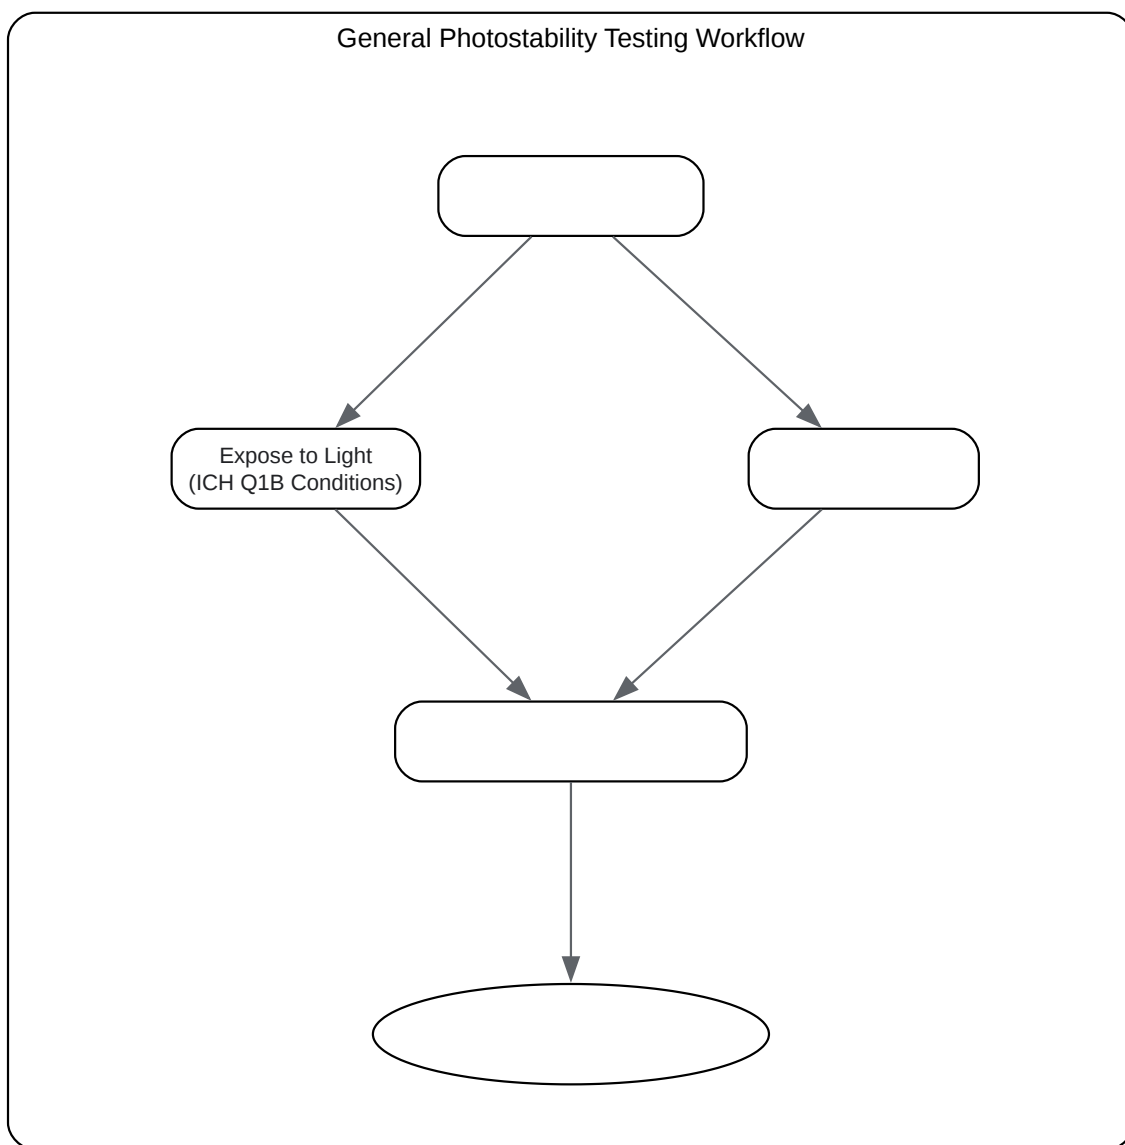 General Photostability Testing Workflow
Expose to Light
(ICH Q1B Conditions)